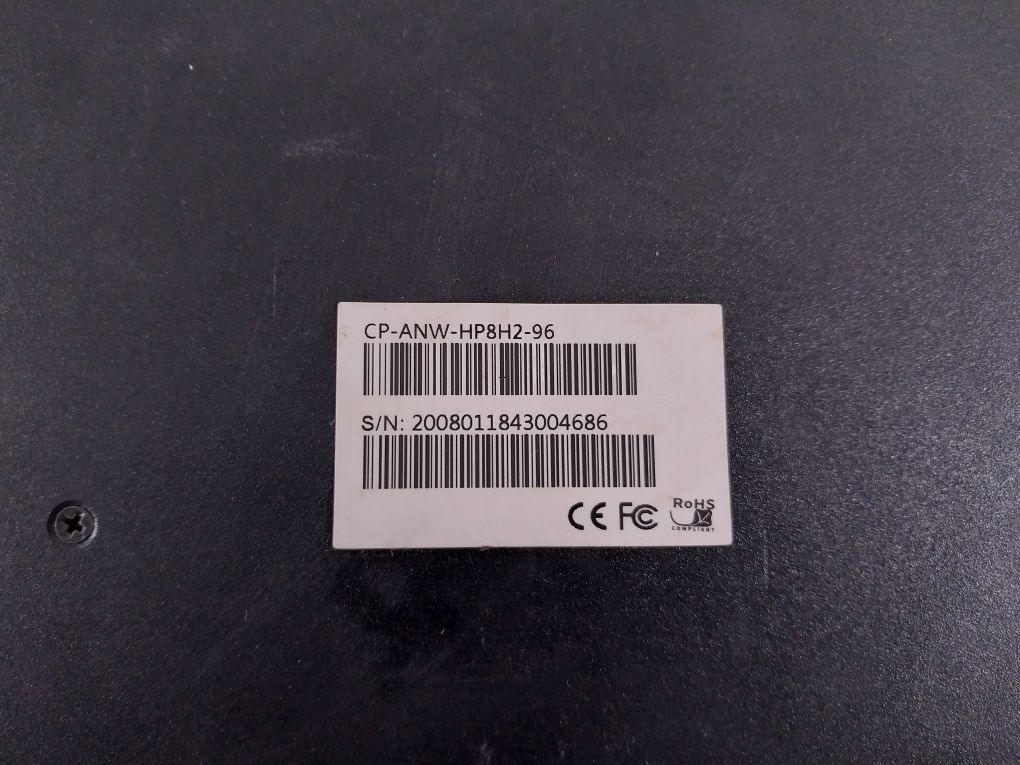 CP-ANW-HP8H2-96
S/N: 2008011843004686
CE FC RoHS
COMPLIANT